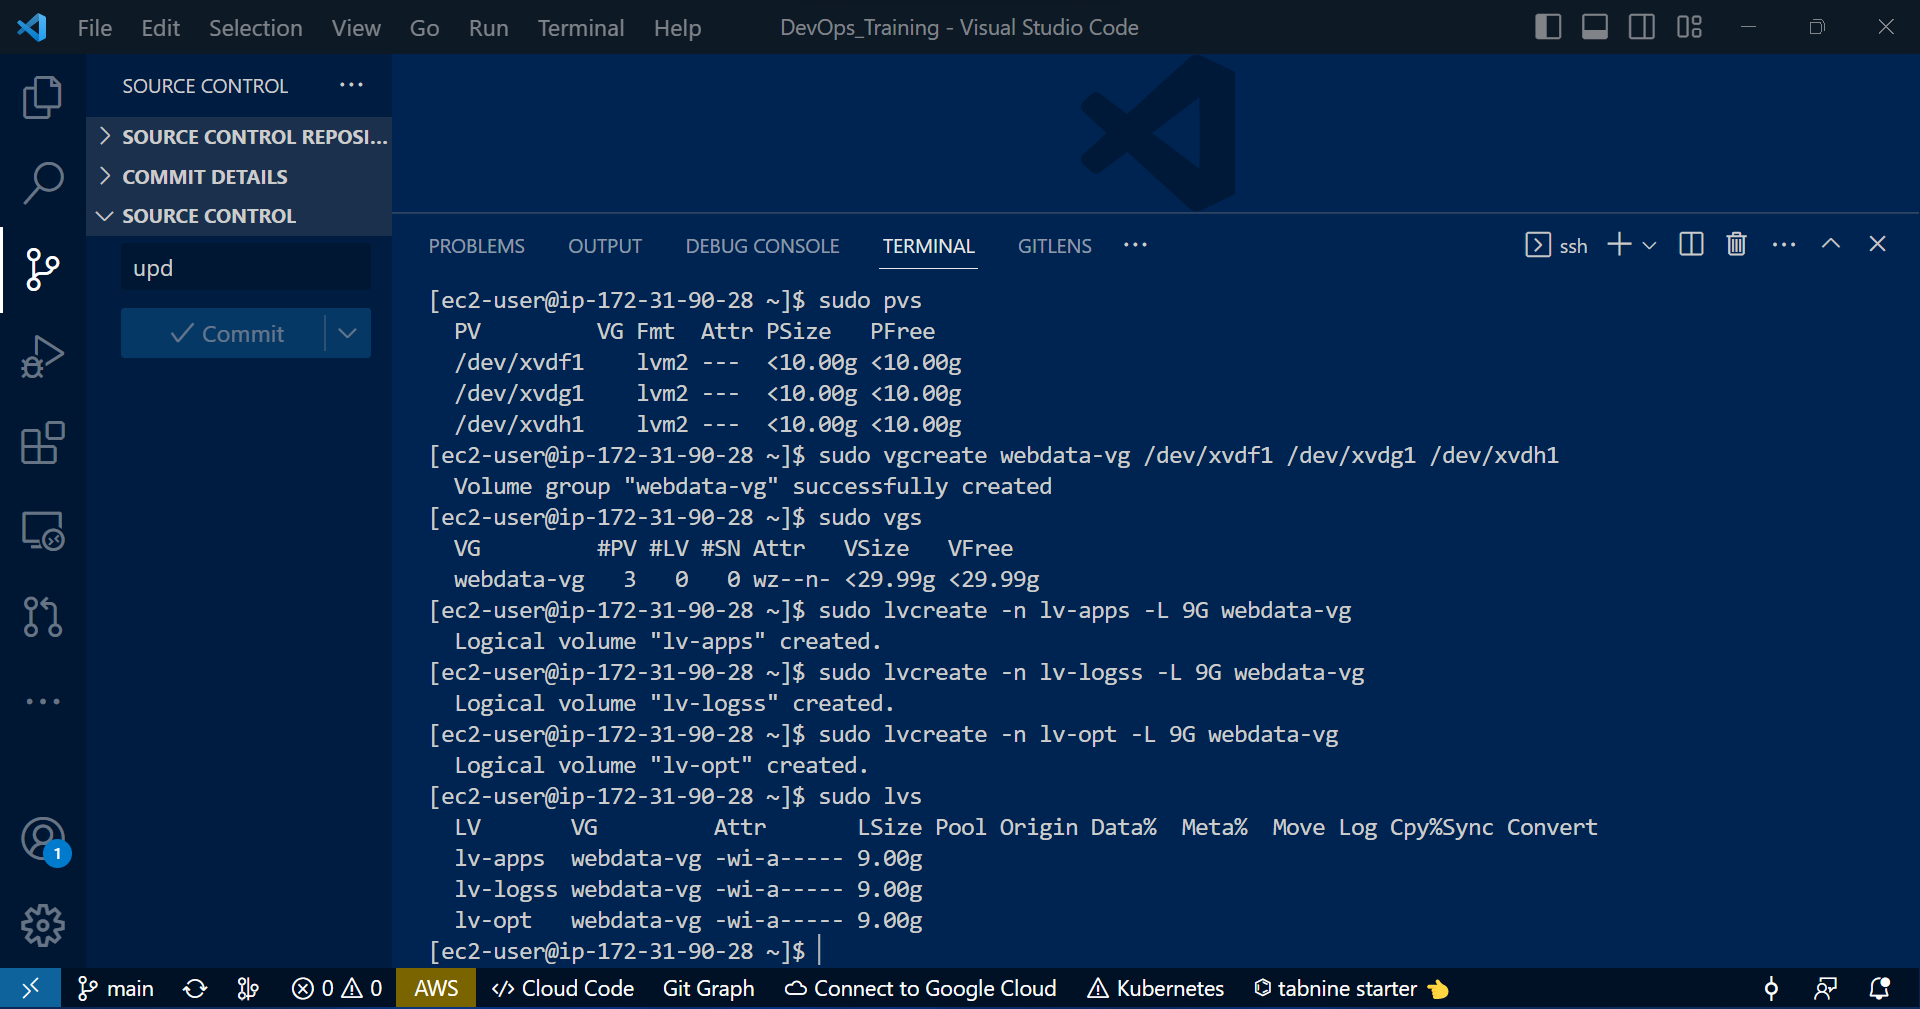 File Edit Selection View Go Run Terminal Help DevOps_Training - Visual Studio Code
SOURCE CONTROL ...
SOURCE CONTROL REPOSI...
COMMIT DETAILS
SOURCE CONTROL
upd
Commit
1
PROBLEMS OUTPUT DEBUG CONSOLE TERMINAL GITLENS ... ssh
[ec2-user@ip-172-31-90-28 ~]$ sudo pvs
  PV         VG Fmt  Attr PSize   PFree
  /dev/xvdf1    lvm2 ---  <10.00g <10.00g
  /dev/xvdg1    lvm2 ---  <10.00g <10.00g
  /dev/xvdh1    lvm2 ---  <10.00g <10.00g
[ec2-user@ip-172-31-90-28 ~]$ sudo vgcreate webdata-vg /dev/xvdf1 /dev/xvdg1 /dev/xvdh1
  Volume group "webdata-vg" successfully created
[ec2-user@ip-172-31-90-28 ~]$ sudo vgs
  VG         #PV #LV #SN Attr   VSize   VFree
  webdata-vg   3   0   0 wz--n- <29.99g <29.99g
[ec2-user@ip-172-31-90-28 ~]$ sudo lvcreate -n lv-apps -L 9G webdata-vg
  Logical volume "lv-apps" created.
[ec2-user@ip-172-31-90-28 ~]$ sudo lvcreate -n lv-logss -L 9G webdata-vg
  Logical volume "lv-logss" created.
[ec2-user@ip-172-31-90-28 ~]$ sudo lvcreate -n lv-opt -L 9G webdata-vg
  Logical volume "lv-opt" created.
[ec2-user@ip-172-31-90-28 ~]$ sudo lvs
  LV       VG         Attr       LSize Pool Origin Data%  Meta%  Move Log Cpy%Sync Convert
  lv-apps  webdata-vg -wi-a----- 9.00g
  lv-logss webdata-vg -wi-a----- 9.00g
  lv-opt   webdata-vg -wi-a----- 9.00g
[ec2-user@ip-172-31-90-28 ~]$
main 0 0 AWS </> Cloud Code Git Graph Connect to Google Cloud Kubernetes tabnine starter 👈